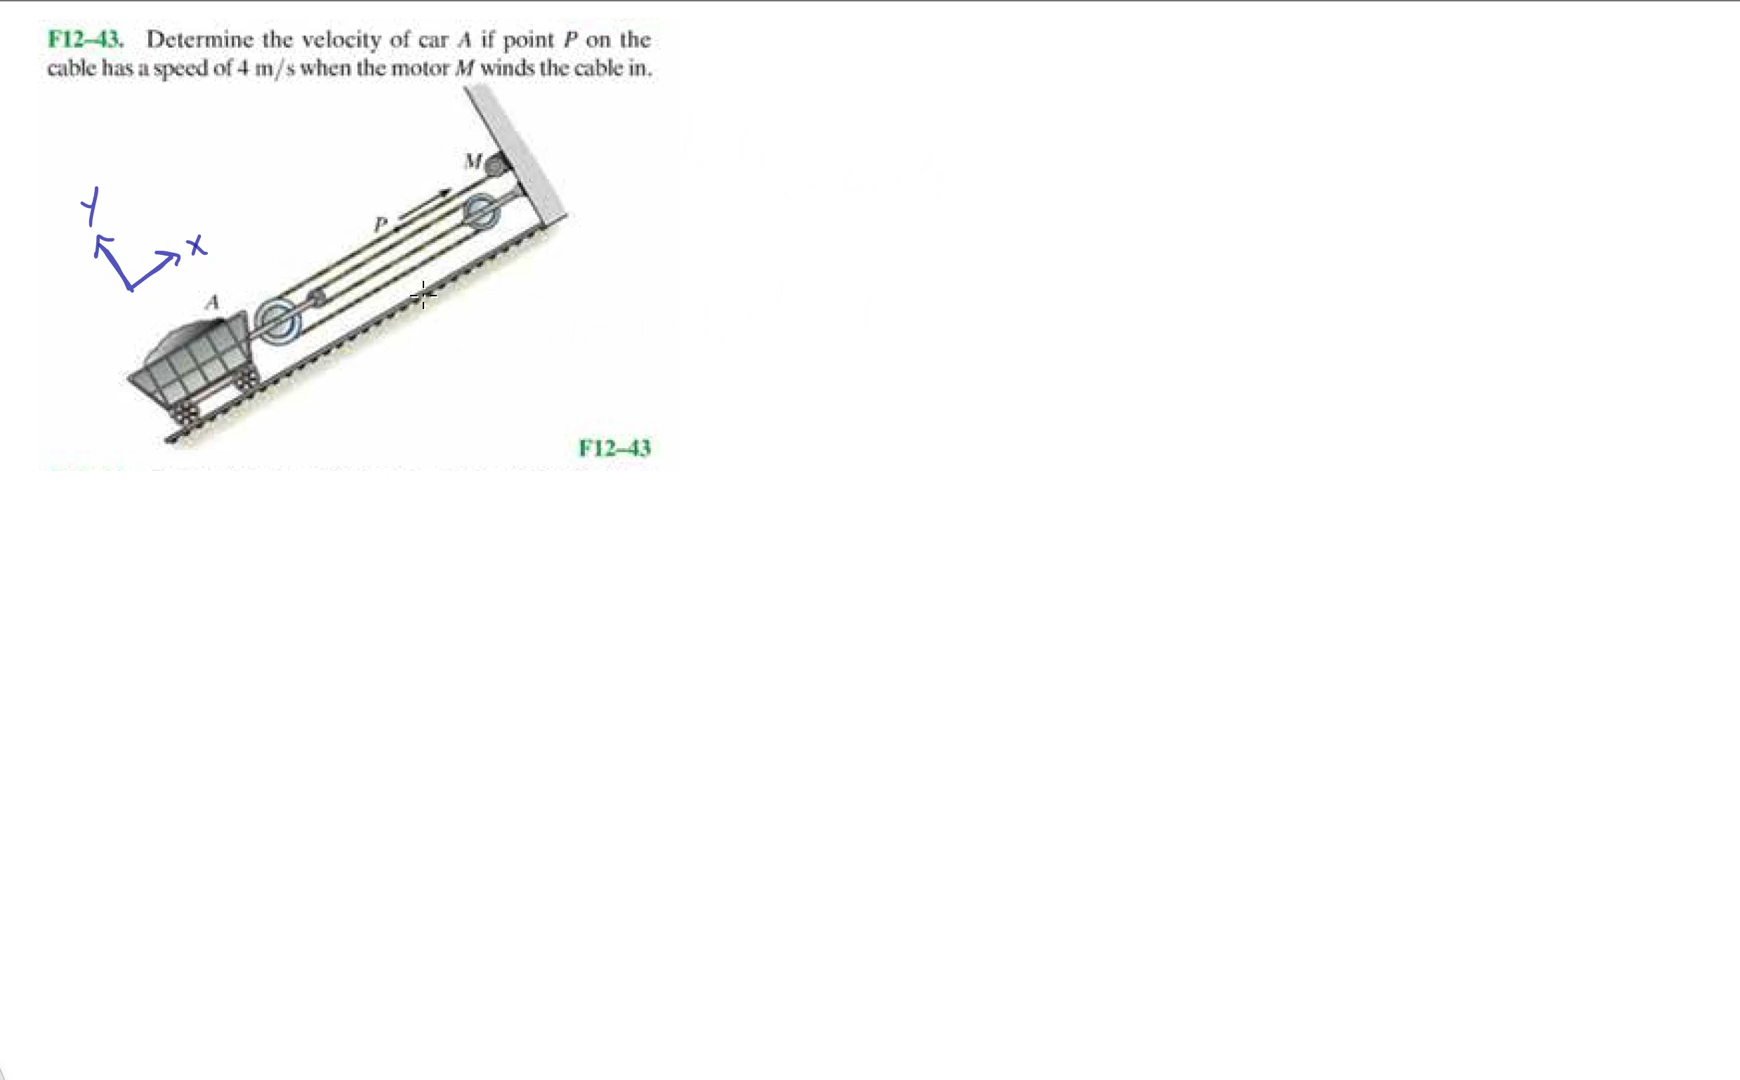 F12–43. Determine the velocity of car A if point P on the
cable has a speed of 4 m/s when the motor M winds the cable in.
M
P
y
x
A
F12–43